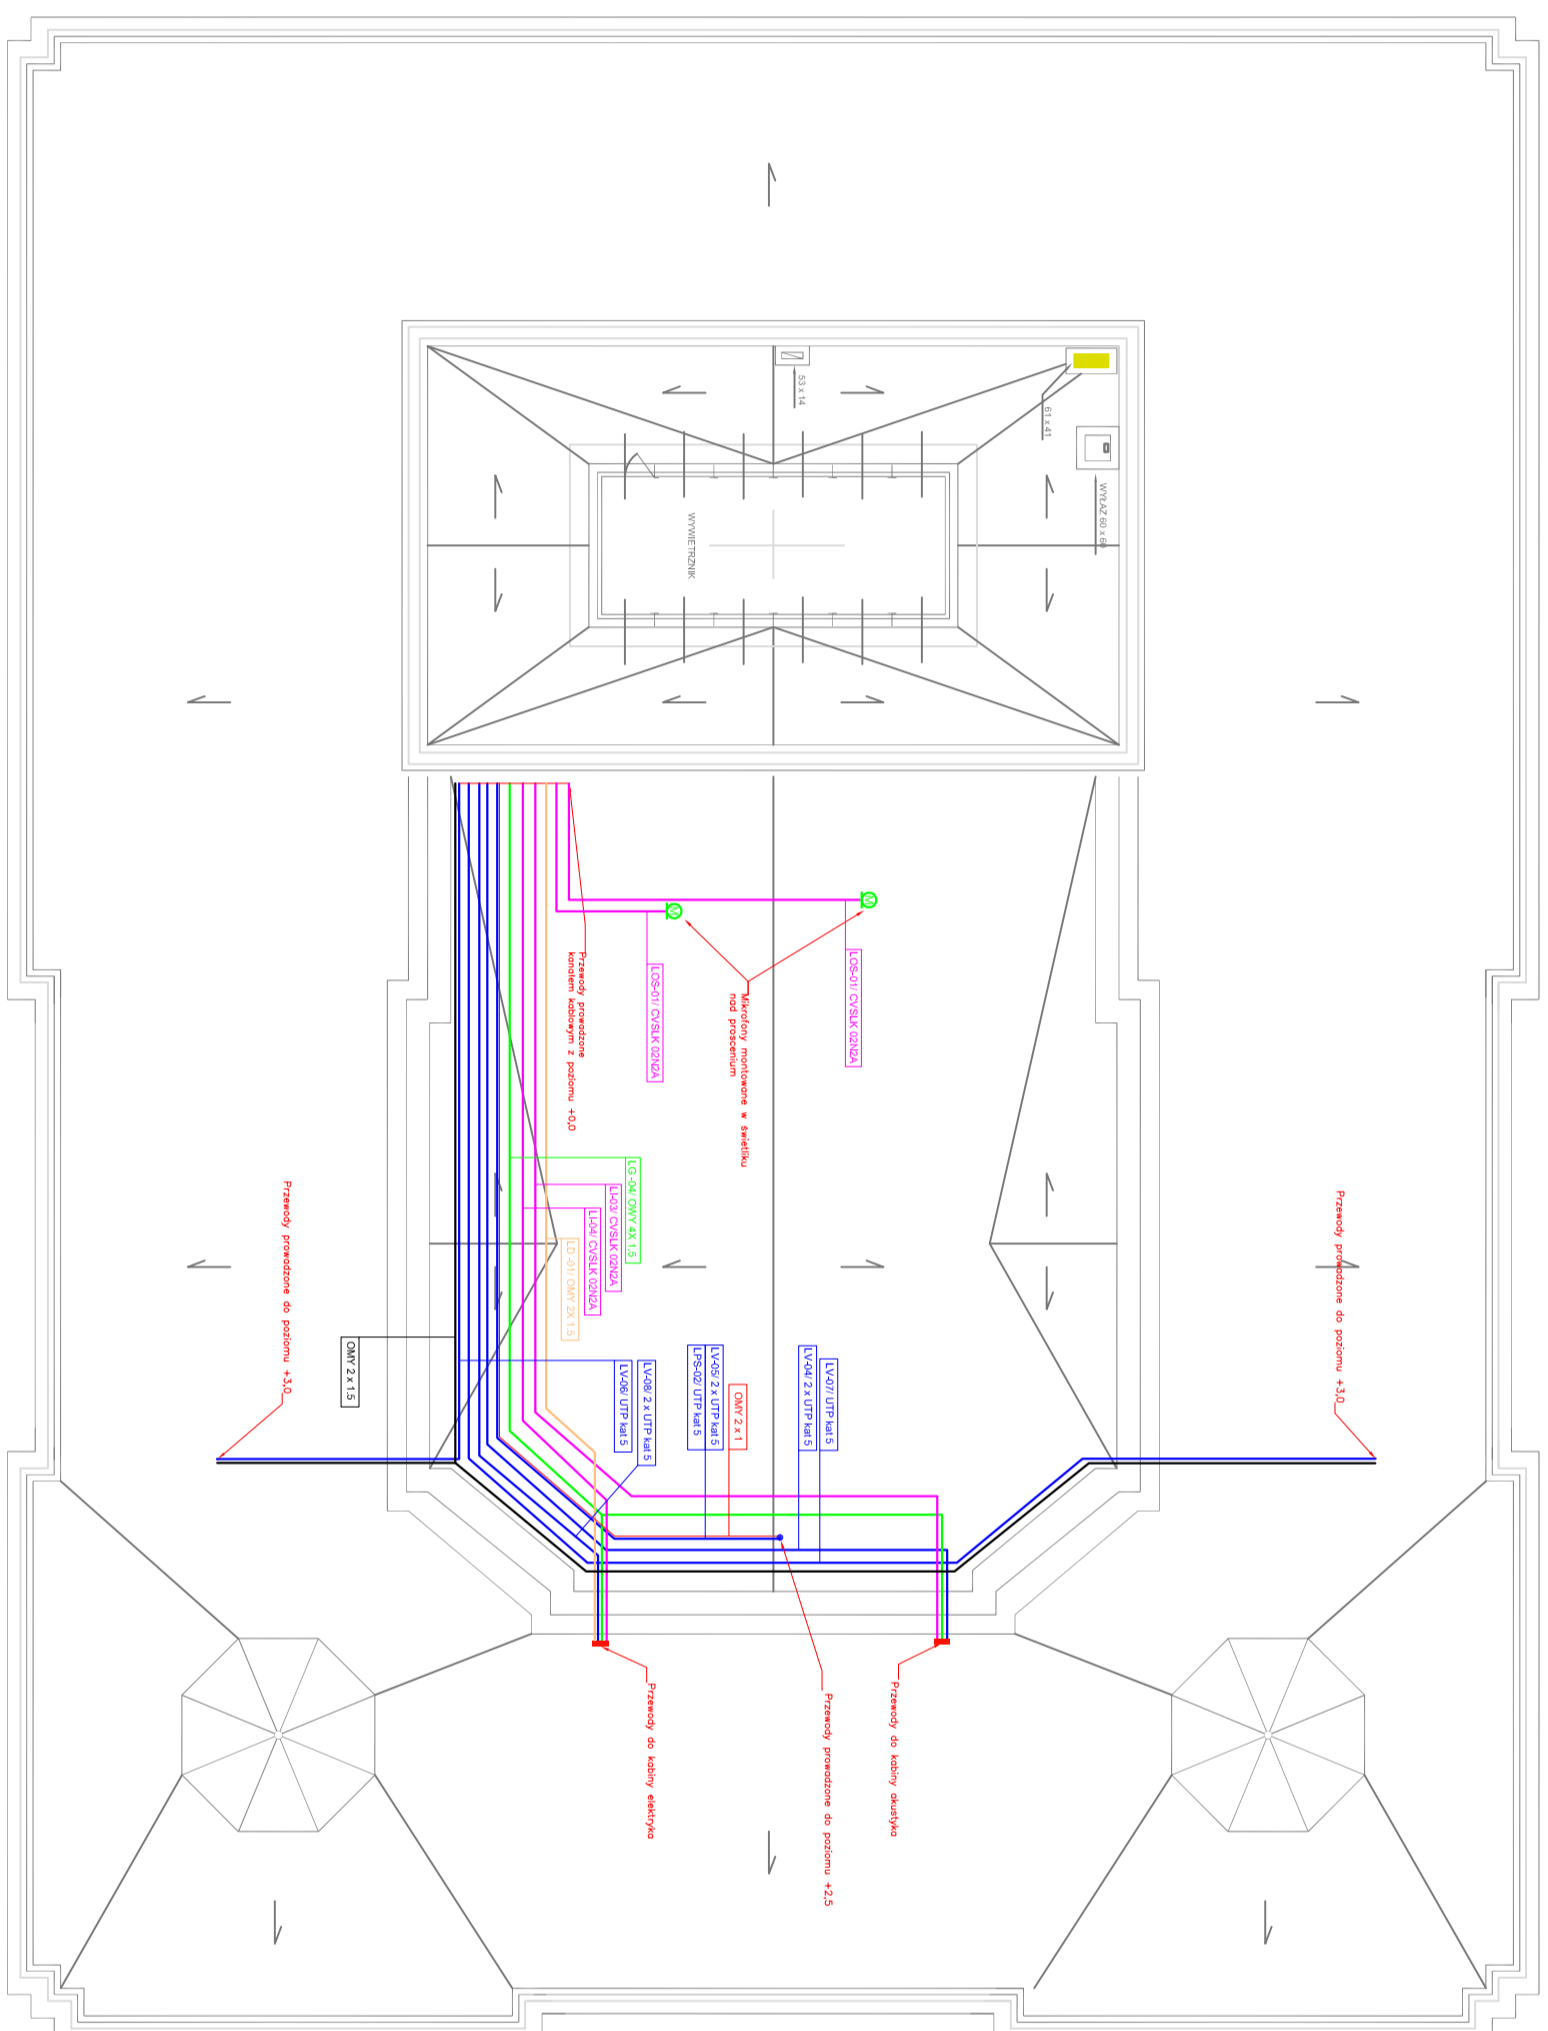 53 x 14
61 x 41
WYŁAZ 60 x 60
WYWIETRZNIK
M
M
LOS-01/ CVSLK 02N2A
LOS-01/ CVSLK 02N2A
Przewody prowadzone
kanałem kablowym z poziomu +0,0
Mikrofony montowane w świetliku
nad proscenium
LG -04/ OWY 4X 1.5
LI-03/ CVSLK 02N2A
LI-04/ CVSLK 02N2A
LD -01/ OMY 2X 1.5
Przewody prowadzone do poziomu +3,0
Przewody prowadzone do poziomu +3,0
OMY 2 x 1.5
LV-08/ 2 x UTP kat 5
LV-06/ UTP kat 5
LV-05/ 2 x UTP kat 5
LPS-02/ UTP kat 5
OMY 2 x 1
LV-07/ UTP kat 5
LV-04/ 2 x UTP kat 5
Przewody do kabiny elektryka
Przewody prowadzone do poziomu +2,5
Przewody do kabiny akustyka